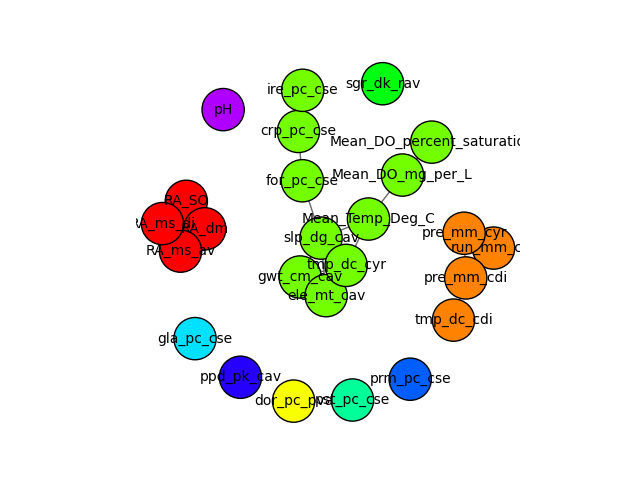 ire_pc_cse
sgr_dk_rav
pH
crp_pc_cse
Mean_DO_percent_saturatio
Mean_DO_mg_per_L
for_pc_cse
RA_SO
Mean_Temp_Deg_C
RA_ms_di
RA_dm
pre_mm_cyr
slp_dg_cav
run_mm_c
RA_ms_av
tmp_dc_cyr
gwt_cm_cav
pre_mm_cdi
ele_mt_cav
tmp_dc_cdi
gla_pc_cse
ppd_pk_cav
prm_pc_cse
dor_pc_pva
pst_pc_cse